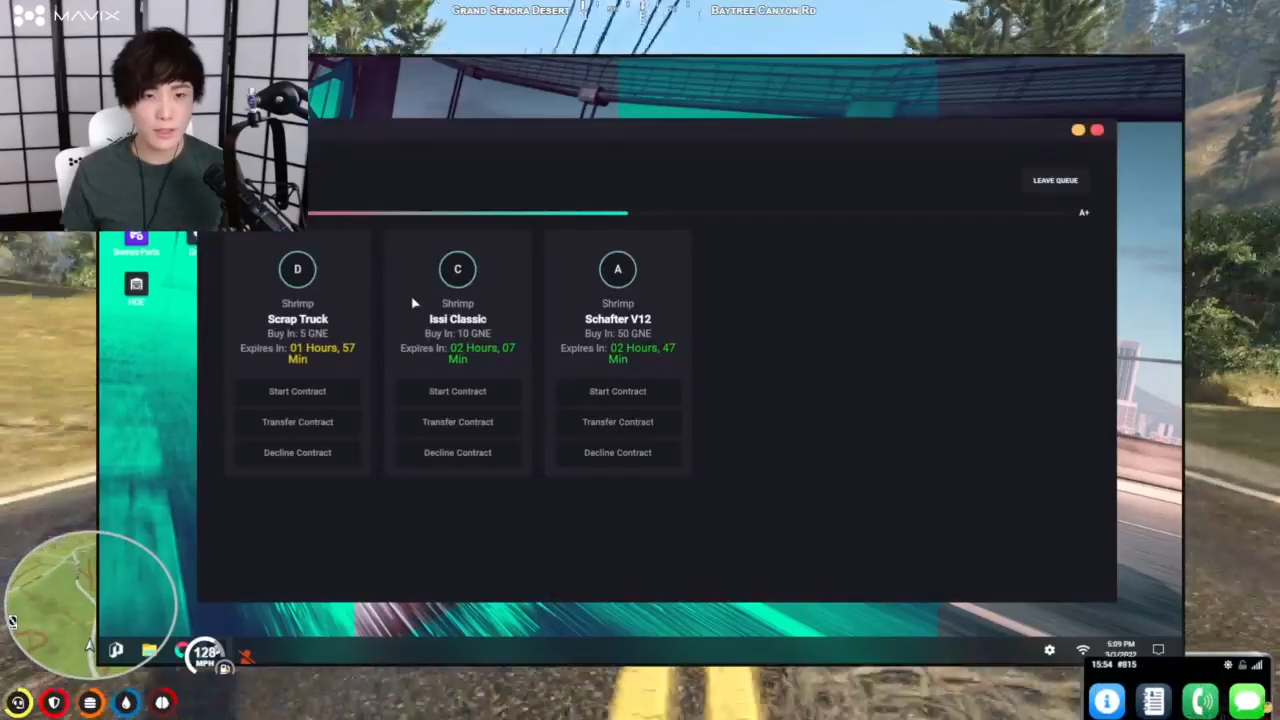 MAVIX
GRAND SENORA DESERT
BAYTREE CANYON RD
LEAVE QUEUE
A+
D
Shrimp
Scrap Truck
Buy In: 5 GNE
Expires In: 01 Hours, 57
Min
Start Contract
Transfer Contract
Decline Contract
C
Shrimp
Issi Classic
Buy In: 10 GNE
Expires In: 02 Hours, 07
Min
Start Contract
Transfer Contract
Decline Contract
A
Shrimp
Schafter V12
Buy In: 50 GNE
Expires In: 02 Hours, 47
Min
Start Contract
Transfer Contract
Decline Contract
128
MPH
5:09 PM
15:54 #815